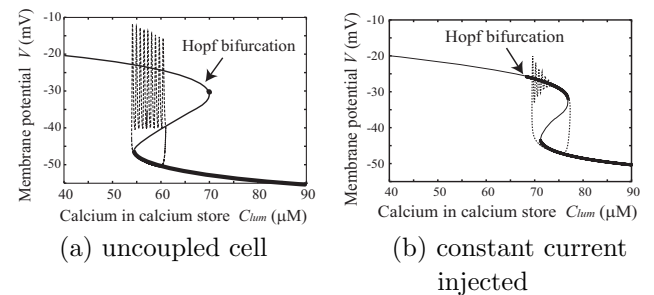 -10
-20
-30
-40
-50
Membrane potential V (mV)
Hopf bifurcation
40 50 60 70 80 90
Calcium in calcium store Clum (μM)
(a) uncoupled cell
-10
-20
-30
-40
-50
Membrane potential V (mV)
Hopf bifurcation
40 50 60 70 80 90
Calcium in calcium store Clum (μM)
(b) constant current
injected